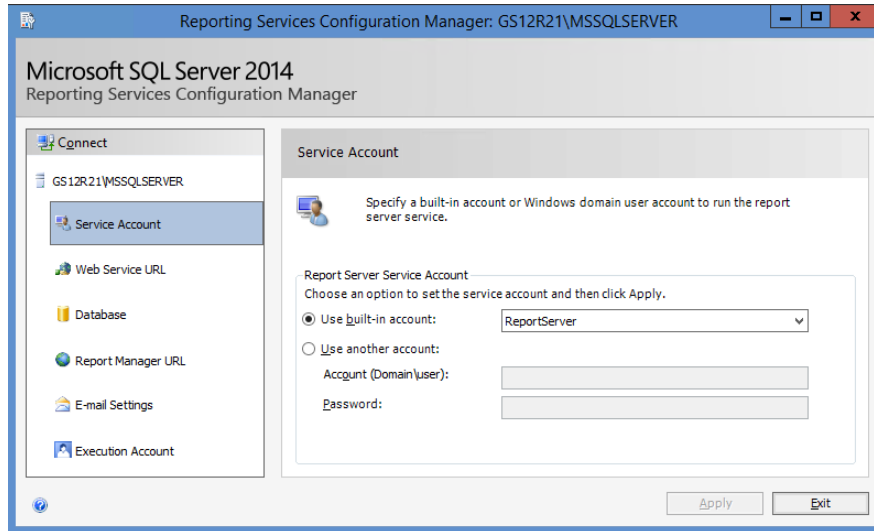 Reporting Services Configuration Manager: GS12R21\MSSQLSERVER
Microsoft SQL Server 2014
Reporting Services Configuration Manager
Connect
GS12R21\MSSQLSERVER
Service Account
Web Service URL
Database
Report Manager URL
E-mail Settings
Execution Account
Service Account
Specify a built-in account or Windows domain user account to run the report
server service.
Report Server Service Account
Choose an option to set the service account and then click Apply.
Use built-in account:
ReportServer
Use another account:
Account (Domain\user):
Password:
Apply
Exit